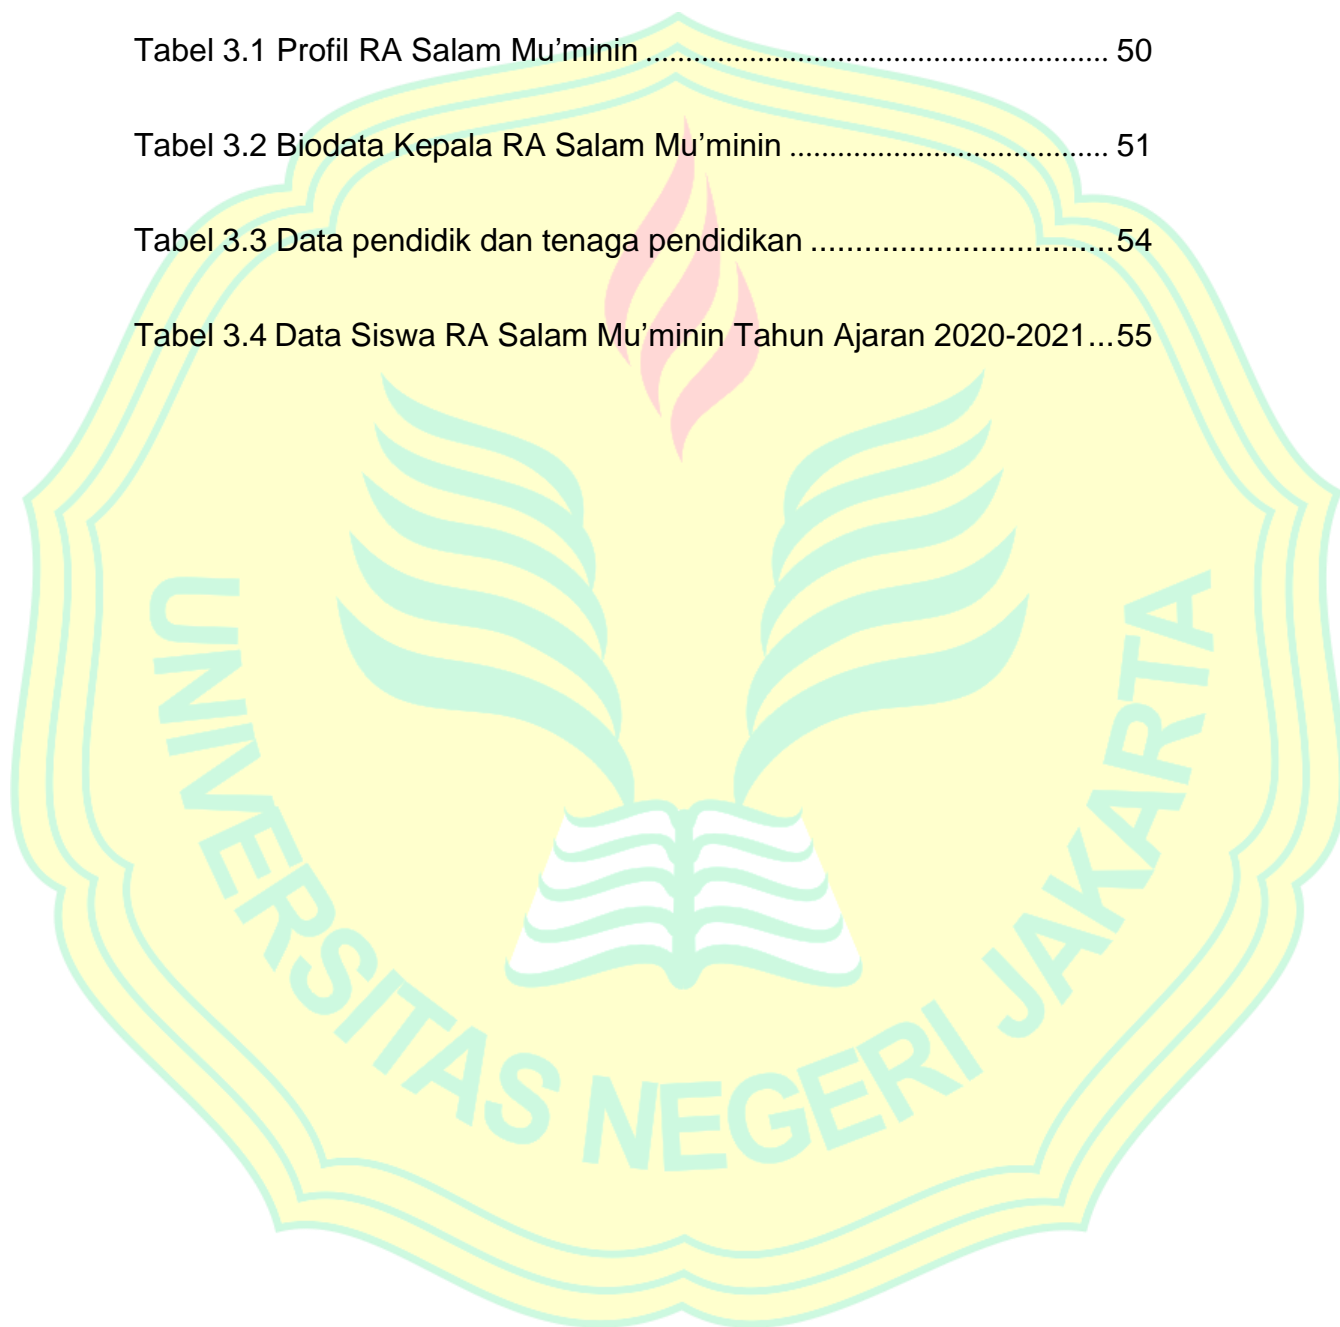 Tabel 3.1 Profil RA Salam Mu’minin .......................................................... 50
Tabel 3.2 Biodata Kepala RA Salam Mu’minin ........................................ 51
Tabel 3.3 Data pendidik dan tenaga pendidikan ..................................54
Tabel 3.4 Data Siswa RA Salam Mu’minin Tahun Ajaran 2020-2021...55
UNIVERSITAS NEGERI JAKARTA